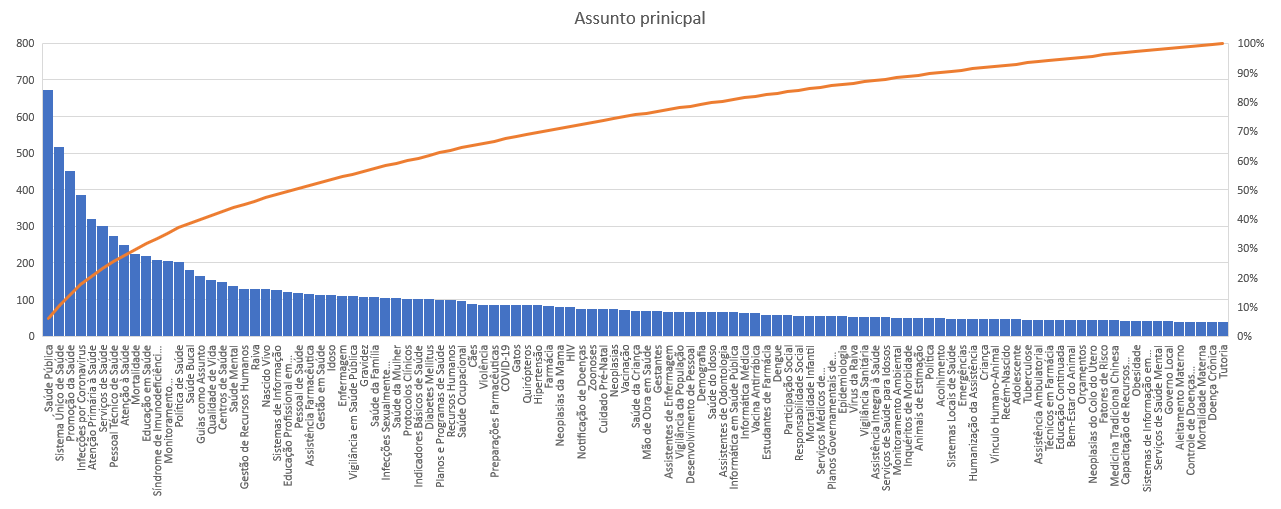 Assunto prinicpal
800
700
600
500
400
300
200
100
0
100%
90%
80%
70%
60%
50%
40%
30%
20%
10%
0%
Saúde Pública
Sistema Único de Saúde
Promoção da Saúde
Infecções por Coronavirus
Atenção Primária à Saúde
Serviços de Saúde
Pessoal Técnico de Saúde
Atenção à Saúde
Mortalidade
Educação em Saúde
Síndrome de Imunodeficiênci...
Monitoramento
Política de Saúde
Saúde Bucal
Guias como Assunto
Qualidade de Vida
Centros de Saúde
Saúde Mental
Gestão de Recursos Humanos
Raiva
Nascido Vivo
Sistemas de Informação
Educação Profissional em...
Pessoal de Saúde
Assistência Farmacêutica
Gestão em Saúde
Idoso
Enfermagem
Vigilância em Saúde Pública
Gravidez
Saúde da Família
Infecções Sexualmente...
Saúde da Mulher
Protocolos Clínicos
Indicadores Básicos de Saúde
Diabetes Mellitus
Planos e Programas de Saúde
Recursos Humanos
Saúde Ocupacional
Cães
Violência
Preparações Farmacêuticas
COVID-19
Gatos
Quirópteros
Hipertensão
Farmácia
Neoplasias da Mama
HIV
Notificação de Doenças
Zoonoses
Cuidado Pré-Natal
Neoplasias
Vacinação
Saúde da Criança
Mão de Obra em Saúde
Gestantes
Assistentes de Enfermagem
Vigilância da População
Desenvolvimento de Pessoal
Demografia
Saúde do Idoso
Assistentes de Odontologia
Informática em Saúde Pública
Informática Médica
Vacina Antirrábica
Estudantes de Farmácia
Dengue
Participação Social
Responsabilidade Social
Mortalidade Infantil
Serviços Médicos de...
Planos Governamentais de...
Epidemiologia
Vírus da Raiva
Vigilância Sanitária
Assistência Integral à Saúde
Serviços de Saúde para Idosos
Monitoramento Ambiental
Inquéritos de Morbidade
Animais de Estimação
Política
Acolhimento
Sistemas Locais de Saúde
Emergências
Humanização da Assistência
Criança
Vínculo Humano-Animal
Recém-Nascido
Adolescente
Tuberculose
Assistência Ambulatorial
Técnicos em Farmácia
Educação Continuada
Bem-Estar do Animal
Orçamentos
Neoplasias do Colo do Útero
Fatores de Risco
Medicina Tradicional Chinesa
Capacitação de Recursos...
Obesidade
Sistemas de Informação em...
Serviços de Saúde Mental
Governo Local
Aleitamento Materno
Controle de Doenças...
Mortalidade Materna
Doença Crônica
Tutoria